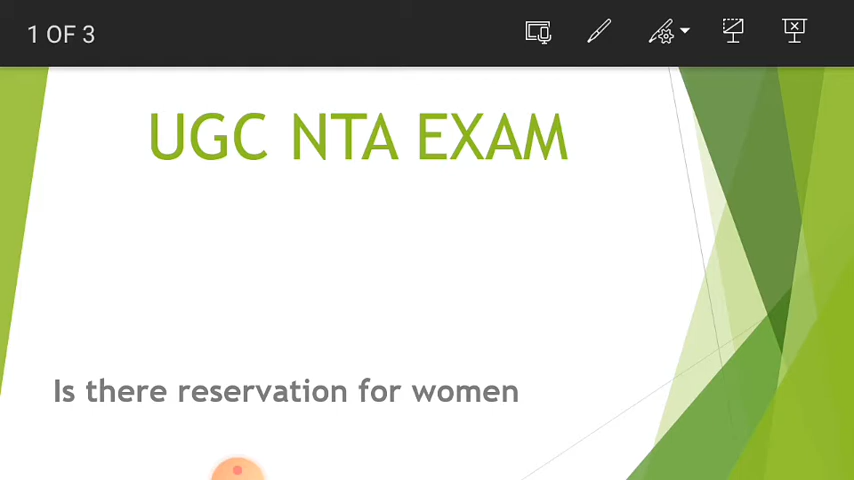 1 OF 3
UGC NTA EXAM
Is there reservation for women